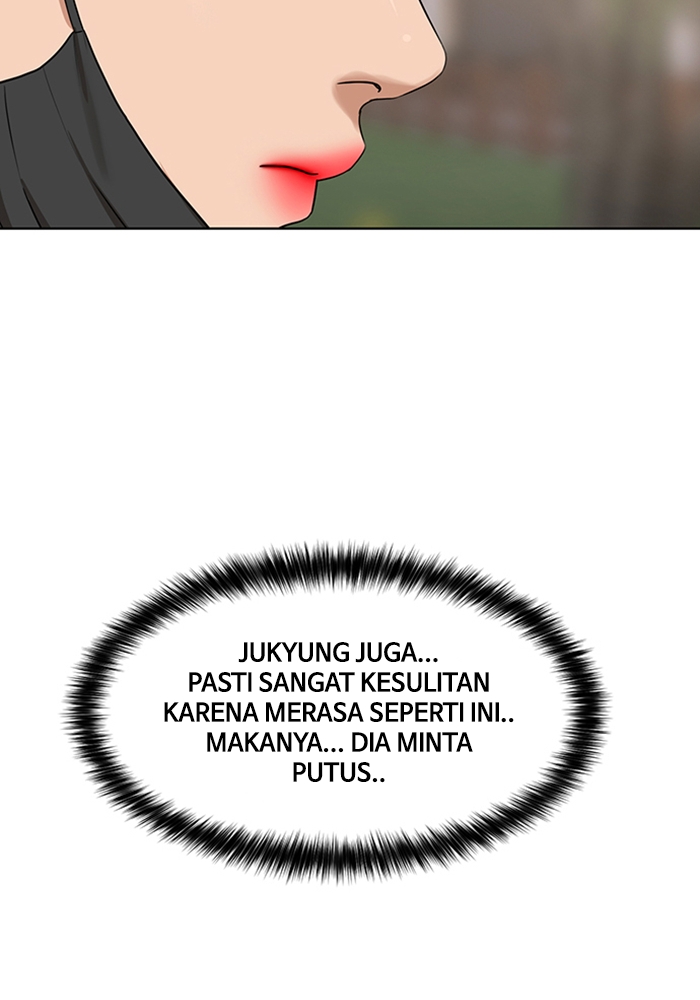 JUKYUNG JUGA...
PASTI SANGAT KESULITAN
KARENA MERASA SEPERTI INI..
MAKANYA... DIA MINTA
PUTUS..